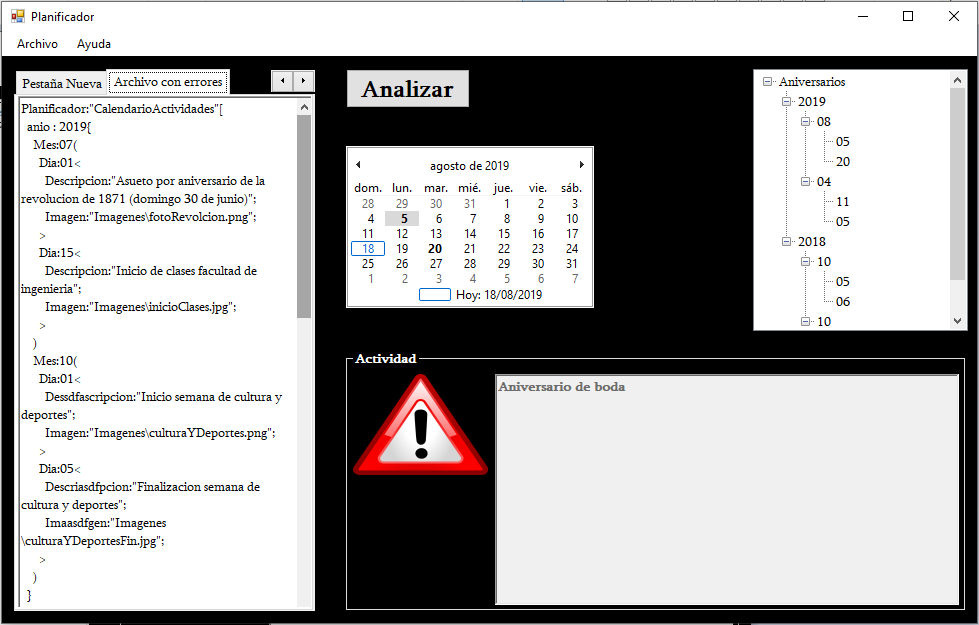 Planificador
Archivo Ayuda
Pestaña Nueva Archivo con errores
Planificador:"CalendarioActividades"[
anio : 2019{
Mes:07(
Dia:01<
Descripcion:"Asueto por aniversario de la
revolucion de 1871 (domingo 30 de junio)";
Imagen:"Imagenes\fotoRevolcion.png";
>
Dia:15<
Descripcion:"Inicio de clases facultad de
ingenieria";
Imagen:"Imagenes\inicioClases.jpg";
>
)
Mes:10(
Dia:01<
Dessdfascripcion:"Inicio semana de cultura y
deportes";
Imagen:"Imagenes\culturaYDeportes.png";
>
Dia:05<
Descriasdfpcion:"Finalizacion semana de
cultura y deportes";
Imaasdfgen:"Imagenes
\culturaYDeportesFin.jpg";
>
)
}
Analizar
agosto de 2019
dom. lun. mar. mié. jue. vie. sáb.
28 29 30 31 1 2 3
4 5 6 7 8 9 10
11 12 13 14 15 16 17
18 19 20 21 22 23 24
25 26 27 28 29 30 31
1 2 3 4 5 6 7
Hoy: 18/08/2019
Aniversarios
2019
08
05
20
04
11
05
2018
10
05
06
10
Actividad
Aniversario de boda